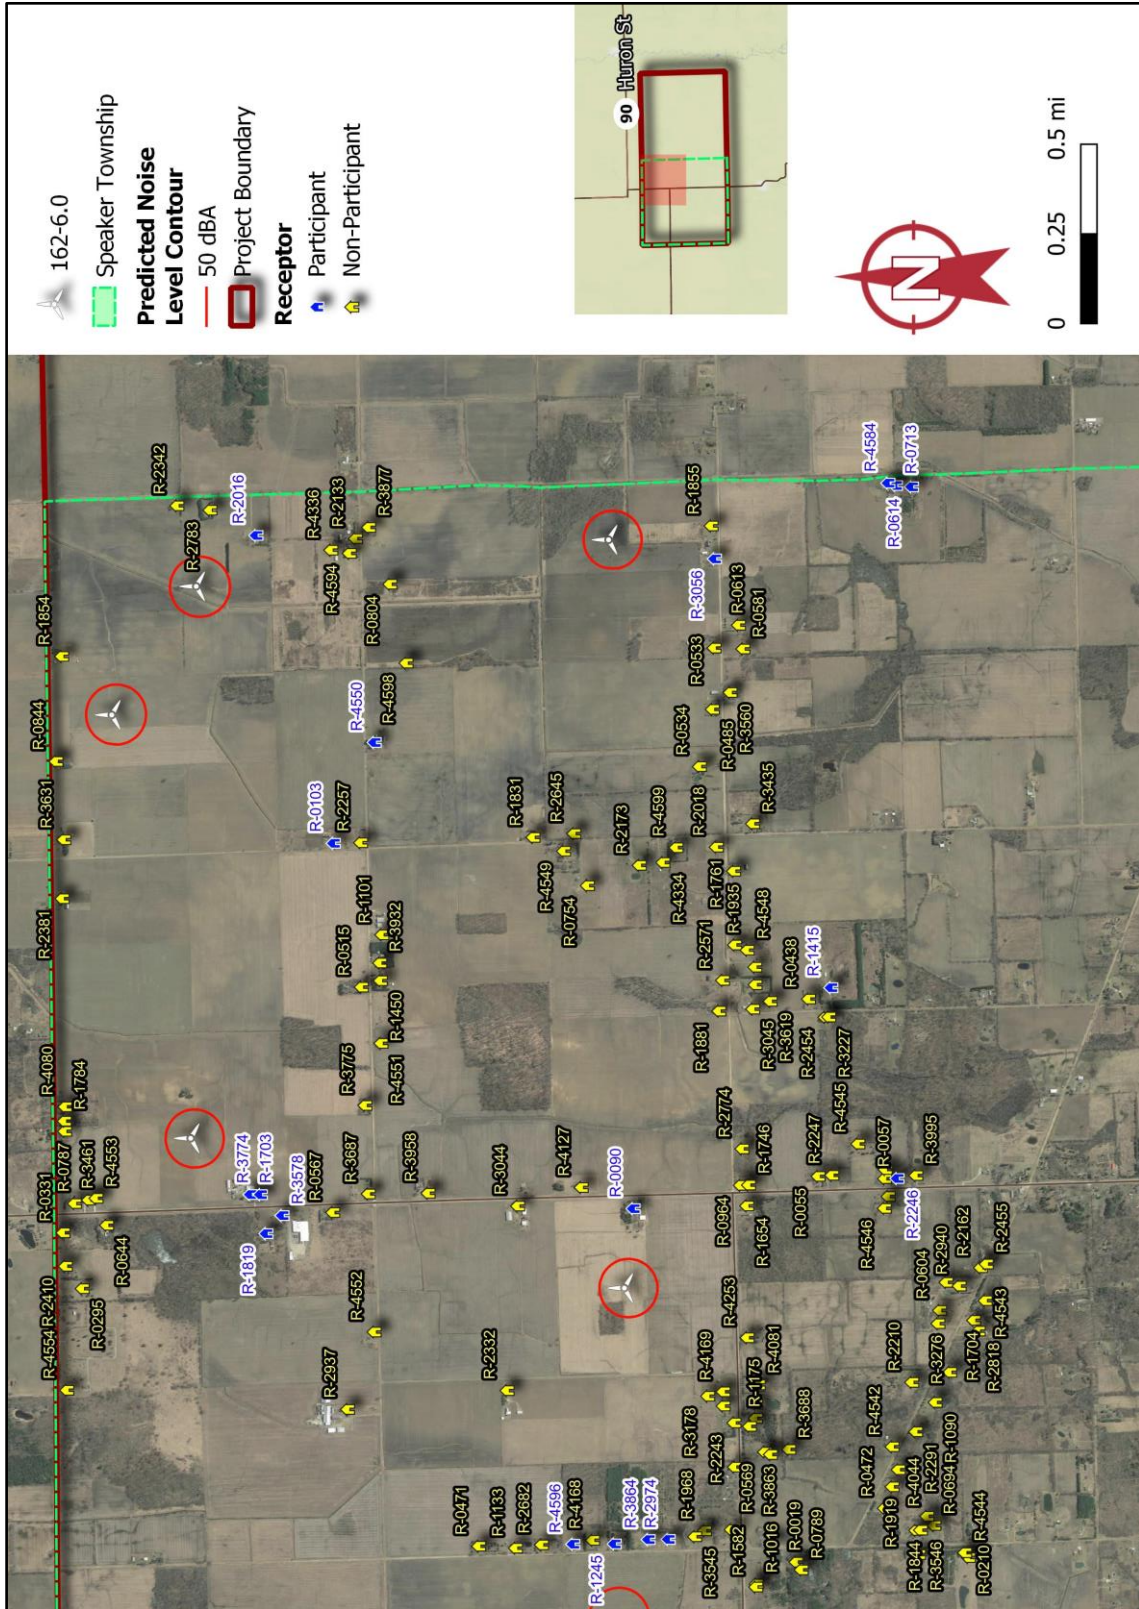 162-6.0
Speaker Township
Predicted Noise
Level Contour
50 dBA
Project Boundary
Receptor
Participant
Non-Participant
90 Huron St
N
0 0.25 0.5 mi
R-2342
R-2783
R-2016
R-4336
R-2133
R-3877
R-4594
R-0804
R-1855
R-4584
R-0713
R-0614
R-3056
R-0613
R-0581
R-0533
R-1854
R-0844
R-4598
R-4550
R-0534
R-0485
R-3560
R-3631
R-0103
R-2257
R-1831
R-2645
R-2173
R-4599
R-2018
R-3435
R-2381
R-1101
R-3932
R-0515
R-1450
R-4549
R-0754
R-4334
R-1761
R-1935
R-4548
R-2571
R-0438
R-1415
R-1881
R-3045
R-3619
R-2454
R-3227
R-4080
R-1784
R-3775
R-4551
R-2774
R-1746
R-2247
R-4545
R-0057
R-3995
R-0331
R-0787
R-3461
R-4553
R-3774
R-1703
R-3578
R-0567
R-3687
R-3958
R-3044
R-4127
R-0090
R-0964
R-1654
R-0055
R-4546
R-2246
R-0644
R-1819
R-2410
R-4554
R-0295
R-4552
R-2937
R-2332
R-4253
R-4169
R-4081
R-1175
R-3178
R-2243
R-3688
R-0604
R-2940
R-2162
R-2455
R-2210
R-3276
R-1704
R-2818
R-4543
R-4542
R-0472
R-4044
R-2291
R-0694
R-1090
R-0471
R-1133
R-2682
R-4596
R-4168
R-3864
R-2974
R-1968
R-0569
R-3863
R-0019
R-0789
R-1245
R-3545
R-1582
R-1016
R-1919
R-1844
R-3546
R-0210
R-4544